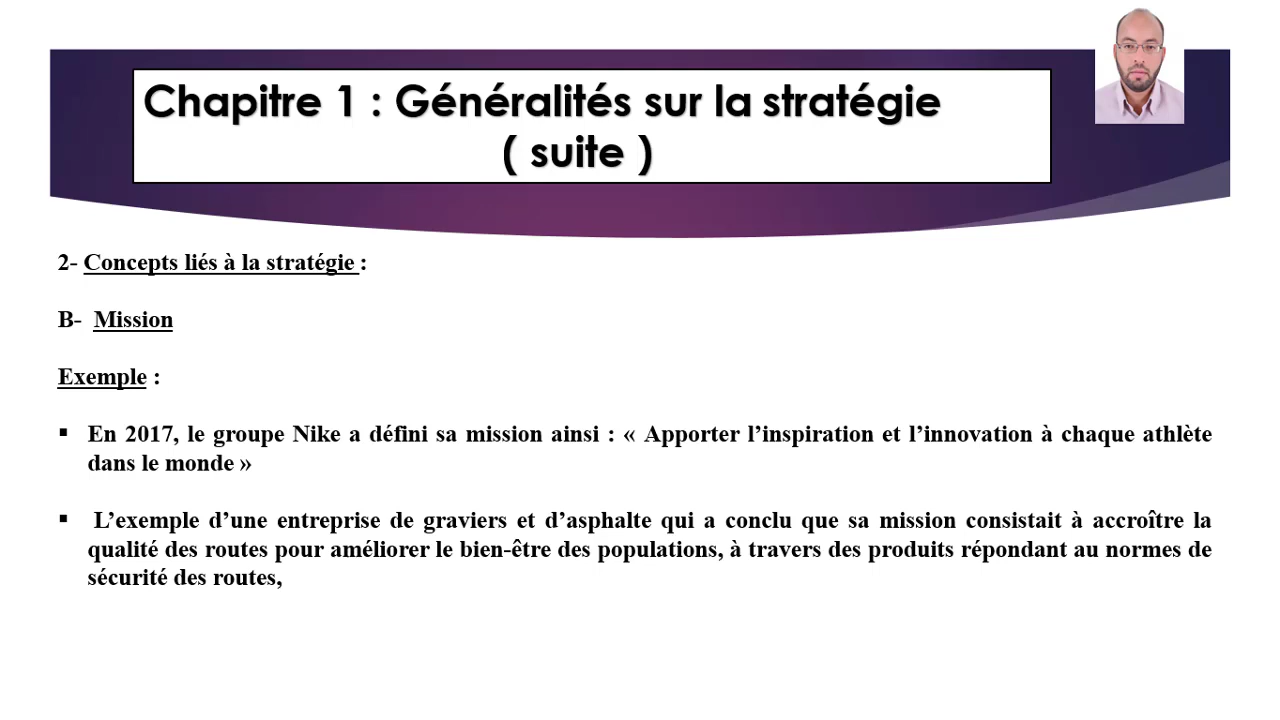 Chapitre 1 : Généralités sur la stratégie
( suite )
2- Concepts liés à la stratégie :
B- Mission
Exemple :
▪ En 2017, le groupe Nike a défini sa mission ainsi : « Apporter l’inspiration et l’innovation à chaque athlète
dans le monde »
▪ L’exemple d’une entreprise de graviers et d’asphalte qui a conclu que sa mission consistait à accroître la
qualité des routes pour améliorer le bien-être des populations, à travers des produits répondant au normes de
sécurité des routes,